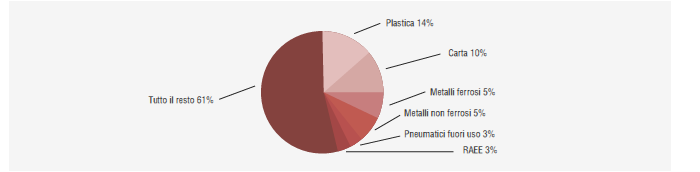 Plastica 14%
Carta 10%
Metalli ferrosi 5%
Tutto il resto 61%
Metalli non ferrosi 5%
Pneumatici fuori uso 3%
RAEE 3%